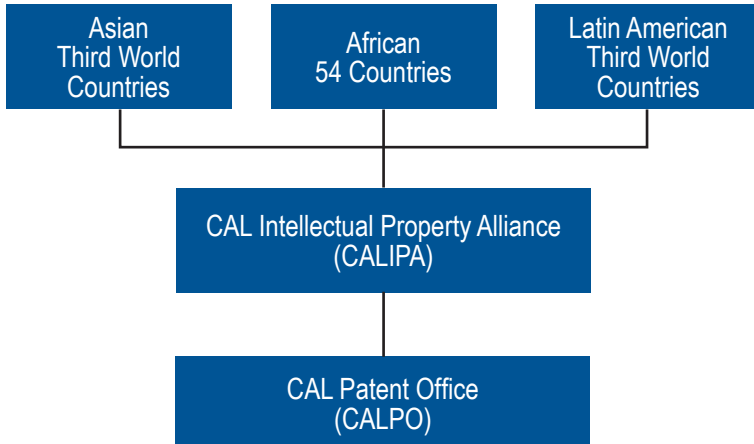 Asian
Third World
Countries
African
54 Countries
Latin American
Third World
Countries
CAL Intellectual Property Alliance
(CALIPA)
CAL Patent Office
(CALPO)